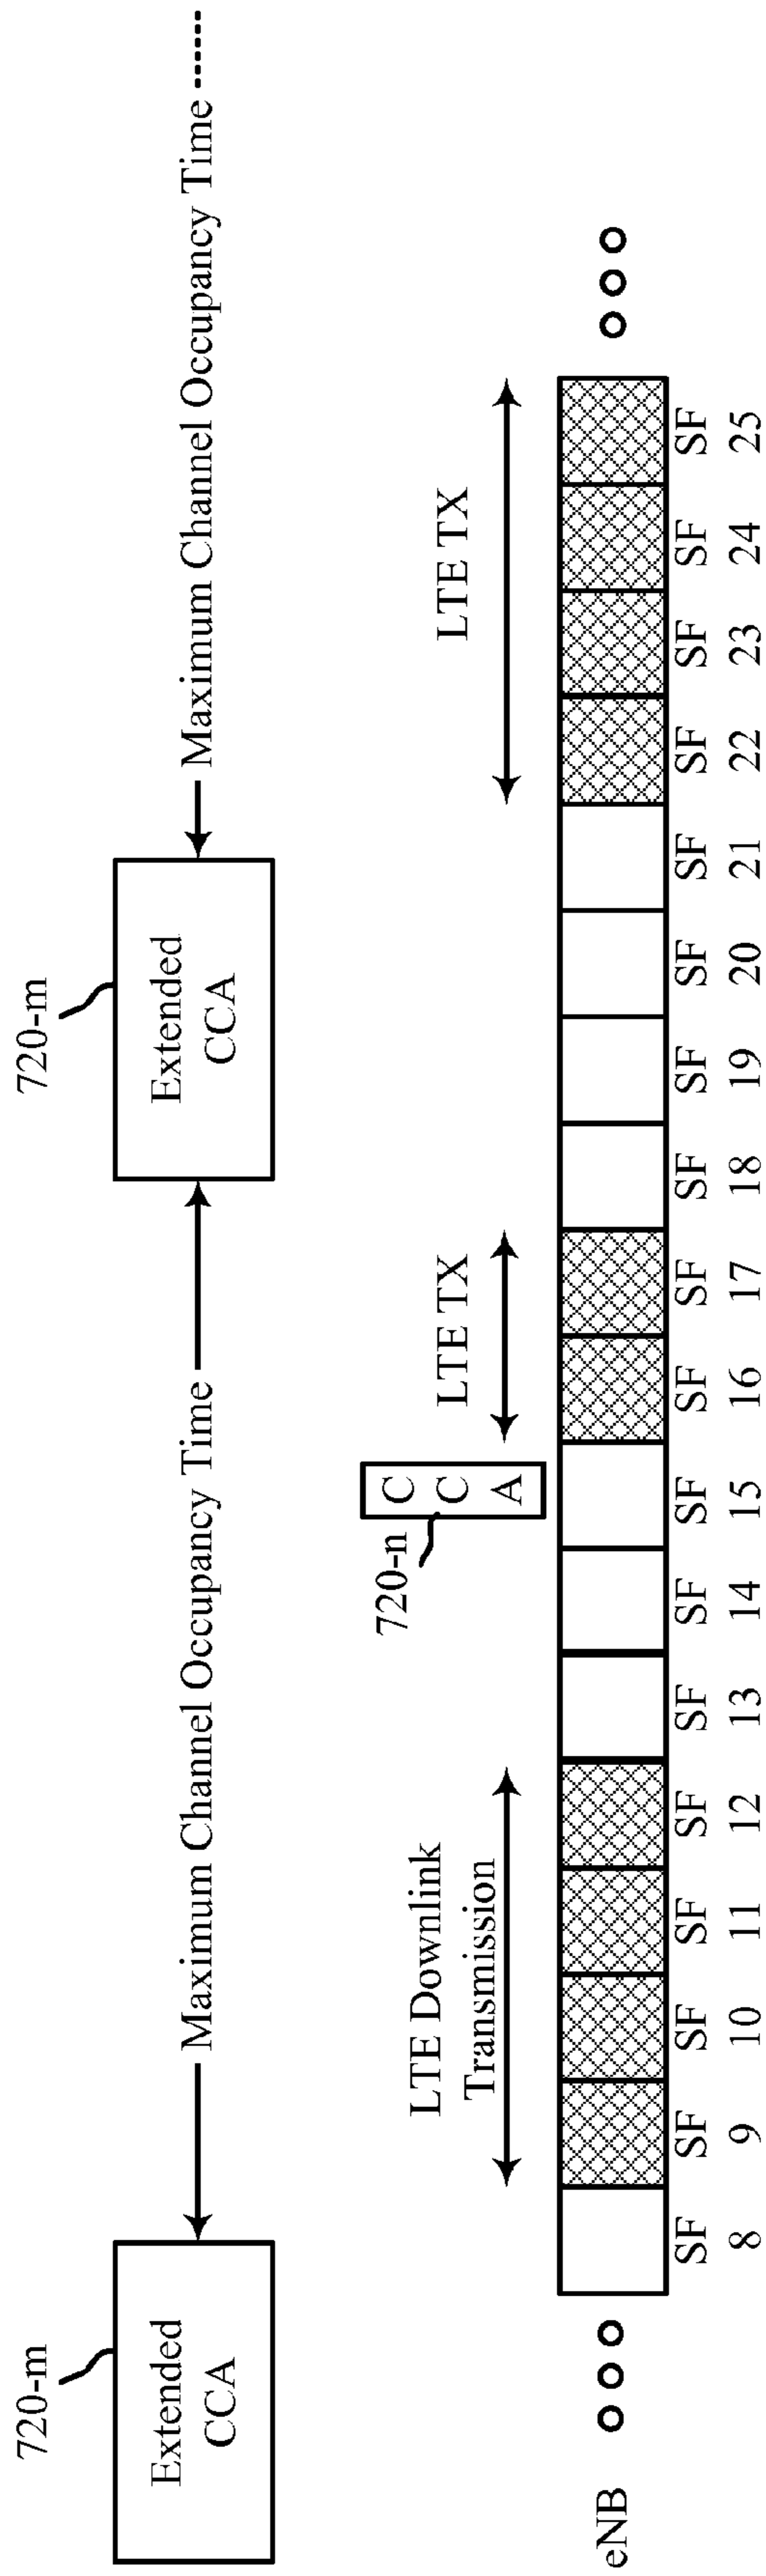 720-m
720-m
Extended
CCA
Maximum Channel Occupancy Time
Extended
CCA
Maximum Channel Occupancy Time
720-n
C
C
A
LTE Downlink
Transmission
LTE TX
LTE TX
eNB
SF SF SF SF SF SF SF SF SF SF SF SF SF SF SF SF SF SF
8 9 10 11 12 13 14 15 16 17 18 19 20 21 22 23 24 25